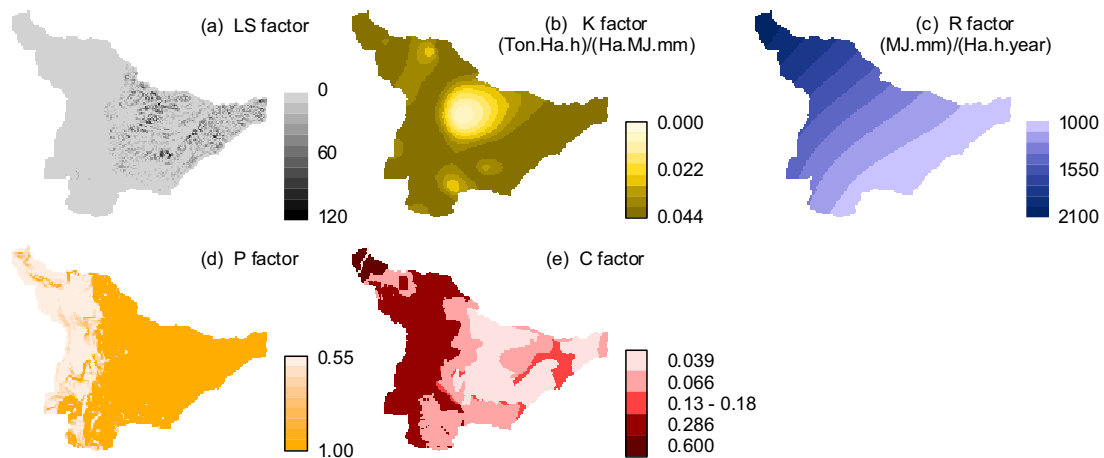 (a) LS factor
0
60
120
(b) K factor
(Ton.Ha.h)/(Ha.MJ.mm)
0.000
0.022
0.044
(c) R factor
(MJ.mm)/(Ha.h.year)
1000
1550
2100
(d) P factor
0.55
1.00
(e) C factor
0.039
0.066
0.13 - 0.18
0.286
0.600